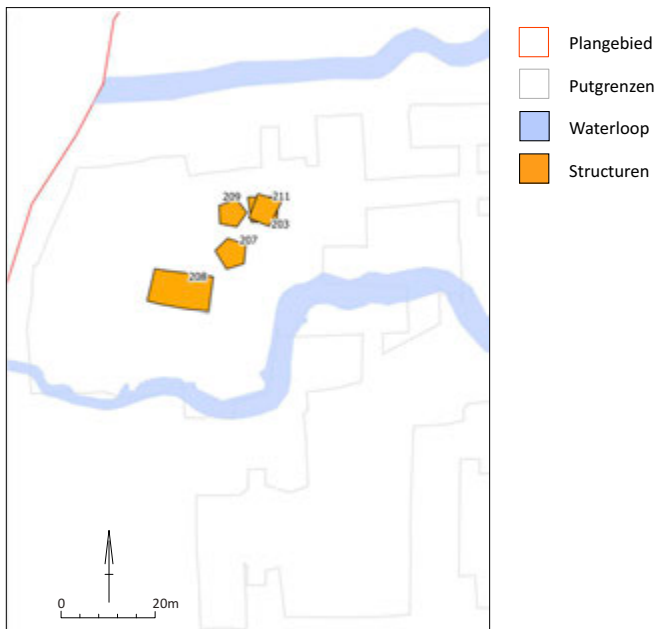 Plangebied
Putgrenzen
Waterloop
Structuren
209
211
203
207
208
0
20m